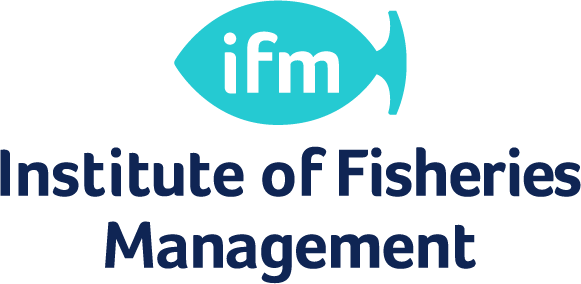 ifm
Institute of Fisheries
Management